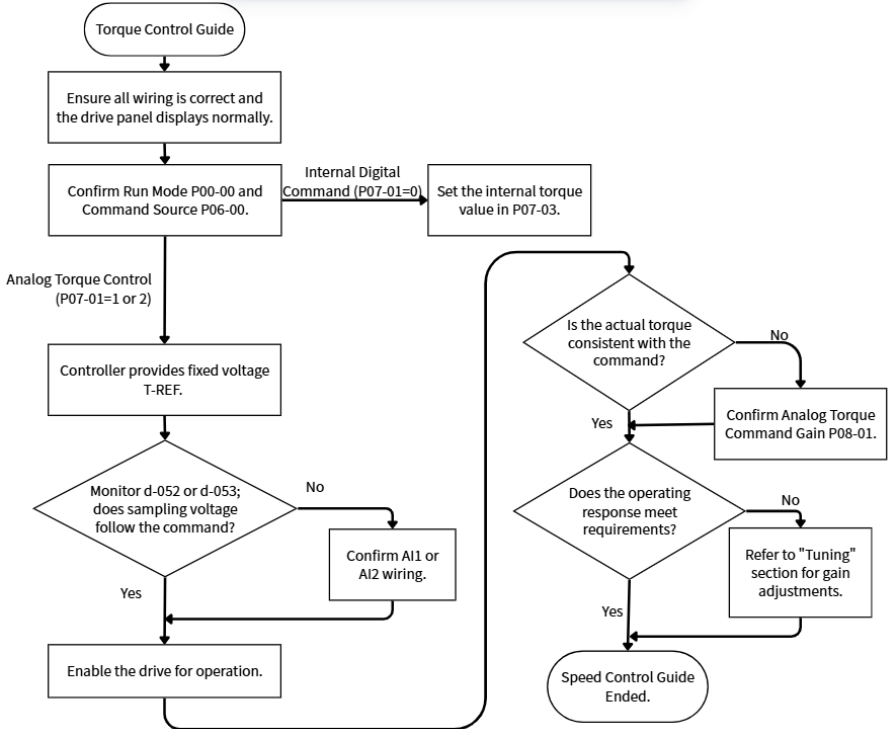 Torque Control Guide
Ensure all wiring is correct and
the drive panel displays normally.
Confirm Run Mode P00-00 and
Command Source P06-00.
Internal Digital
Command (P07-01=0)
Set the internal torque
value in P07-03.
Analog Torque Control
(P07-01=1 or 2)
Controller provides fixed voltage
T-REF.
Monitor d-052 or d-053;
does sampling voltage
follow the command?
No
Confirm AI1 or
AI2 wiring.
Yes
Enable the drive for operation.
Is the actual torque
consistent with the
command?
No
Confirm Analog Torque
Command Gain P08-01.
Yes
Does the operating
response meet
requirements?
No
Refer to "Tuning"
section for gain
adjustments.
Yes
Speed Control Guide
Ended.